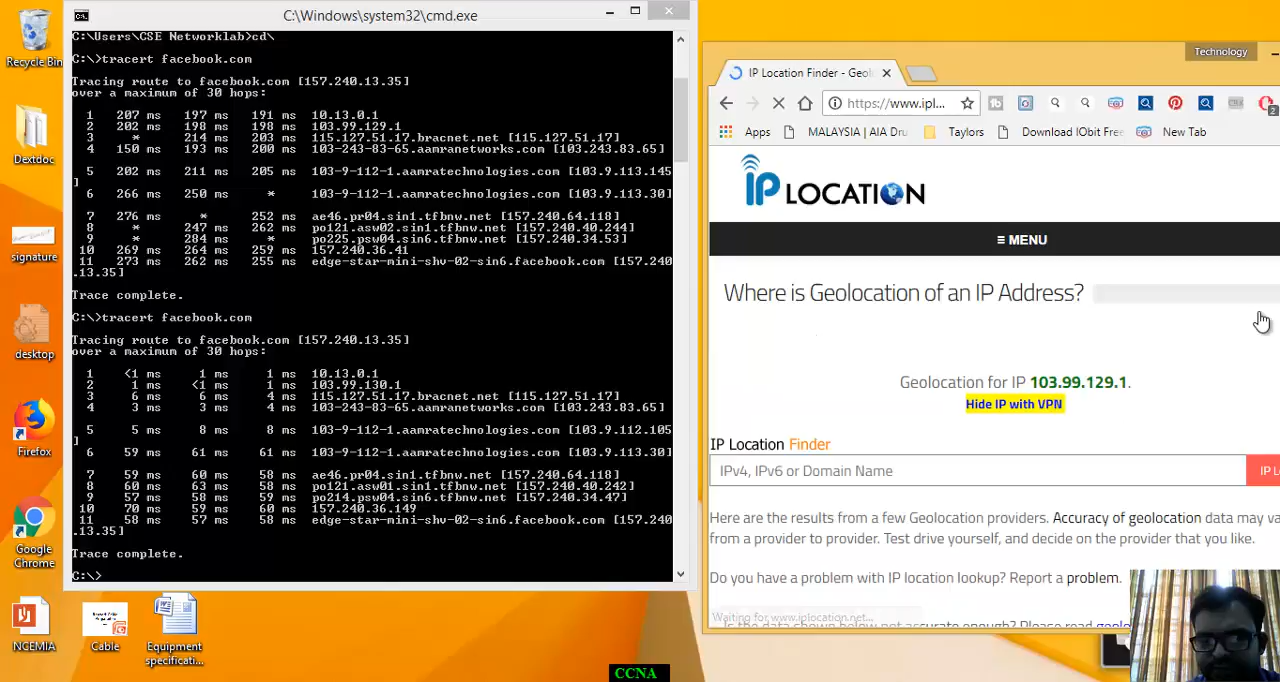 Recycle Bin
Dextdoc
signature
desktop
Firefox
Google
Chrome
NCEMIA
Cable
Equipment
specificati...
C:\Windows\system32\cmd.exe
C:\Users\CSE Networklab>cd\
C:\>tracert facebook.com
Tracing route to facebook.com [157.240.13.35]
over a maximum of 30 hops:
1 207 ms 197 ms 191 ms 10.13.0.1
2 202 ms 198 ms 198 ms 103.99.129.1
3 * 214 ms 203 ms 115.127.51.17.bracnet.net [115.127.51.17]
4 150 ms 193 ms 200 ms 103-243-83-65.aamranetworks.com [103.243.83.65]
5 202 ms 211 ms 205 ms 103-9-112-1.aamratechnologies.com [103.9.113.145
]
6 266 ms 250 ms * 103-9-112-1.aamratechnologies.com [103.9.113.30]
7 276 ms * 252 ms ae46.pr04.sin1.tfbnw.net [157.240.64.118]
8 * 247 ms 262 ms po121.asw02.sin1.tfbnw.net [157.240.40.244]
9 * 284 ms * po225.psw04.sin6.tfbnw.net [157.240.34.53]
10 269 ms 264 ms 259 ms 157.240.36.41
11 273 ms 262 ms 255 ms edge-star-mini-shv-02-sin6.facebook.com [157.240
.13.35]
Trace complete.
C:\>tracert facebook.com
Tracing route to facebook.com [157.240.13.35]
over a maximum of 30 hops:
1 <1 ms 1 ms 1 ms 10.13.0.1
2 1 ms <1 ms 1 ms 103.99.130.1
3 6 ms 6 ms 4 ms 115.127.51.17.bracnet.net [115.127.51.17]
4 3 ms 3 ms 4 ms 103-243-83-65.aamranetworks.com [103.243.83.65]
5 5 ms 8 ms 8 ms 103-9-112-1.aamratechnologies.com [103.9.112.105
]
6 59 ms 61 ms 61 ms 103-9-112-1.aamratechnologies.com [103.9.113.30]
7 59 ms 60 ms 58 ms ae46.pr04.sin1.tfbnw.net [157.240.64.118]
8 60 ms 63 ms 58 ms po121.asw01.sin1.tfbnw.net [157.240.40.242]
9 57 ms 58 ms 59 ms po214.psw04.sin6.tfbnw.net [157.240.34.47]
10 70 ms 59 ms 60 ms 157.240.36.149
11 58 ms 57 ms 58 ms edge-star-mini-shv-02-sin6.facebook.com [157.240
.13.35]
Trace complete.
C:\>
Technology
IP Location Finder - Geol
https://www.ipl...
Apps MALAYSIA | AIA Dru Taylors Download IObit Free New Tab
IP LOCATION
≡ MENU
Where is Geolocation of an IP Address?
Geolocation for IP 103.99.129.1.
Hide IP with VPN
IP Location Finder
IPv4, IPv6 or Domain Name
IP L
Here are the results from a few Geolocation providers. Accuracy of geolocation data may va
from a provider to provider. Test drive yourself, and decide on the provider that you like.
Do you have a problem with IP location lookup? Report a problem.
Waiting for www.iplocation.net...
CCNA